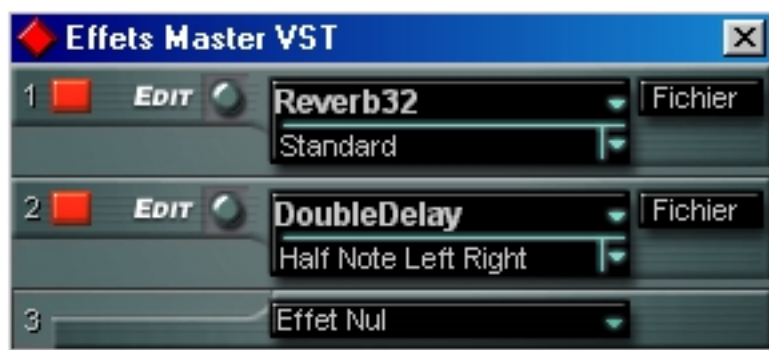 Effets Master VST
1 EDIT Reverb32 Fichier
Standard
2 EDIT DoubleDelay Fichier
Half Note Left Right
3 Effet Nul